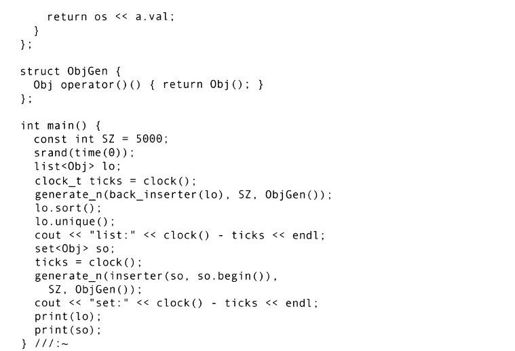 return os << a.val;
}
};
struct ObjGen {
Obj operator()() { return Obj(); }
};
int main() {
const int SZ = 5000;
srand(time(0));
list<Obj> lo;
clock_t ticks = clock();
generate_n(back_inserter(lo), SZ, ObjGen());
lo.sort();
lo.unique();
cout << "list:" << clock() - ticks << endl;
set<Obj> so;
ticks = clock();
generate_n(inserter(so, so.begin()),
SZ, ObjGen());
cout << "set:" << clock() - ticks << endl;
print(lo);
print(so);
} ///:~